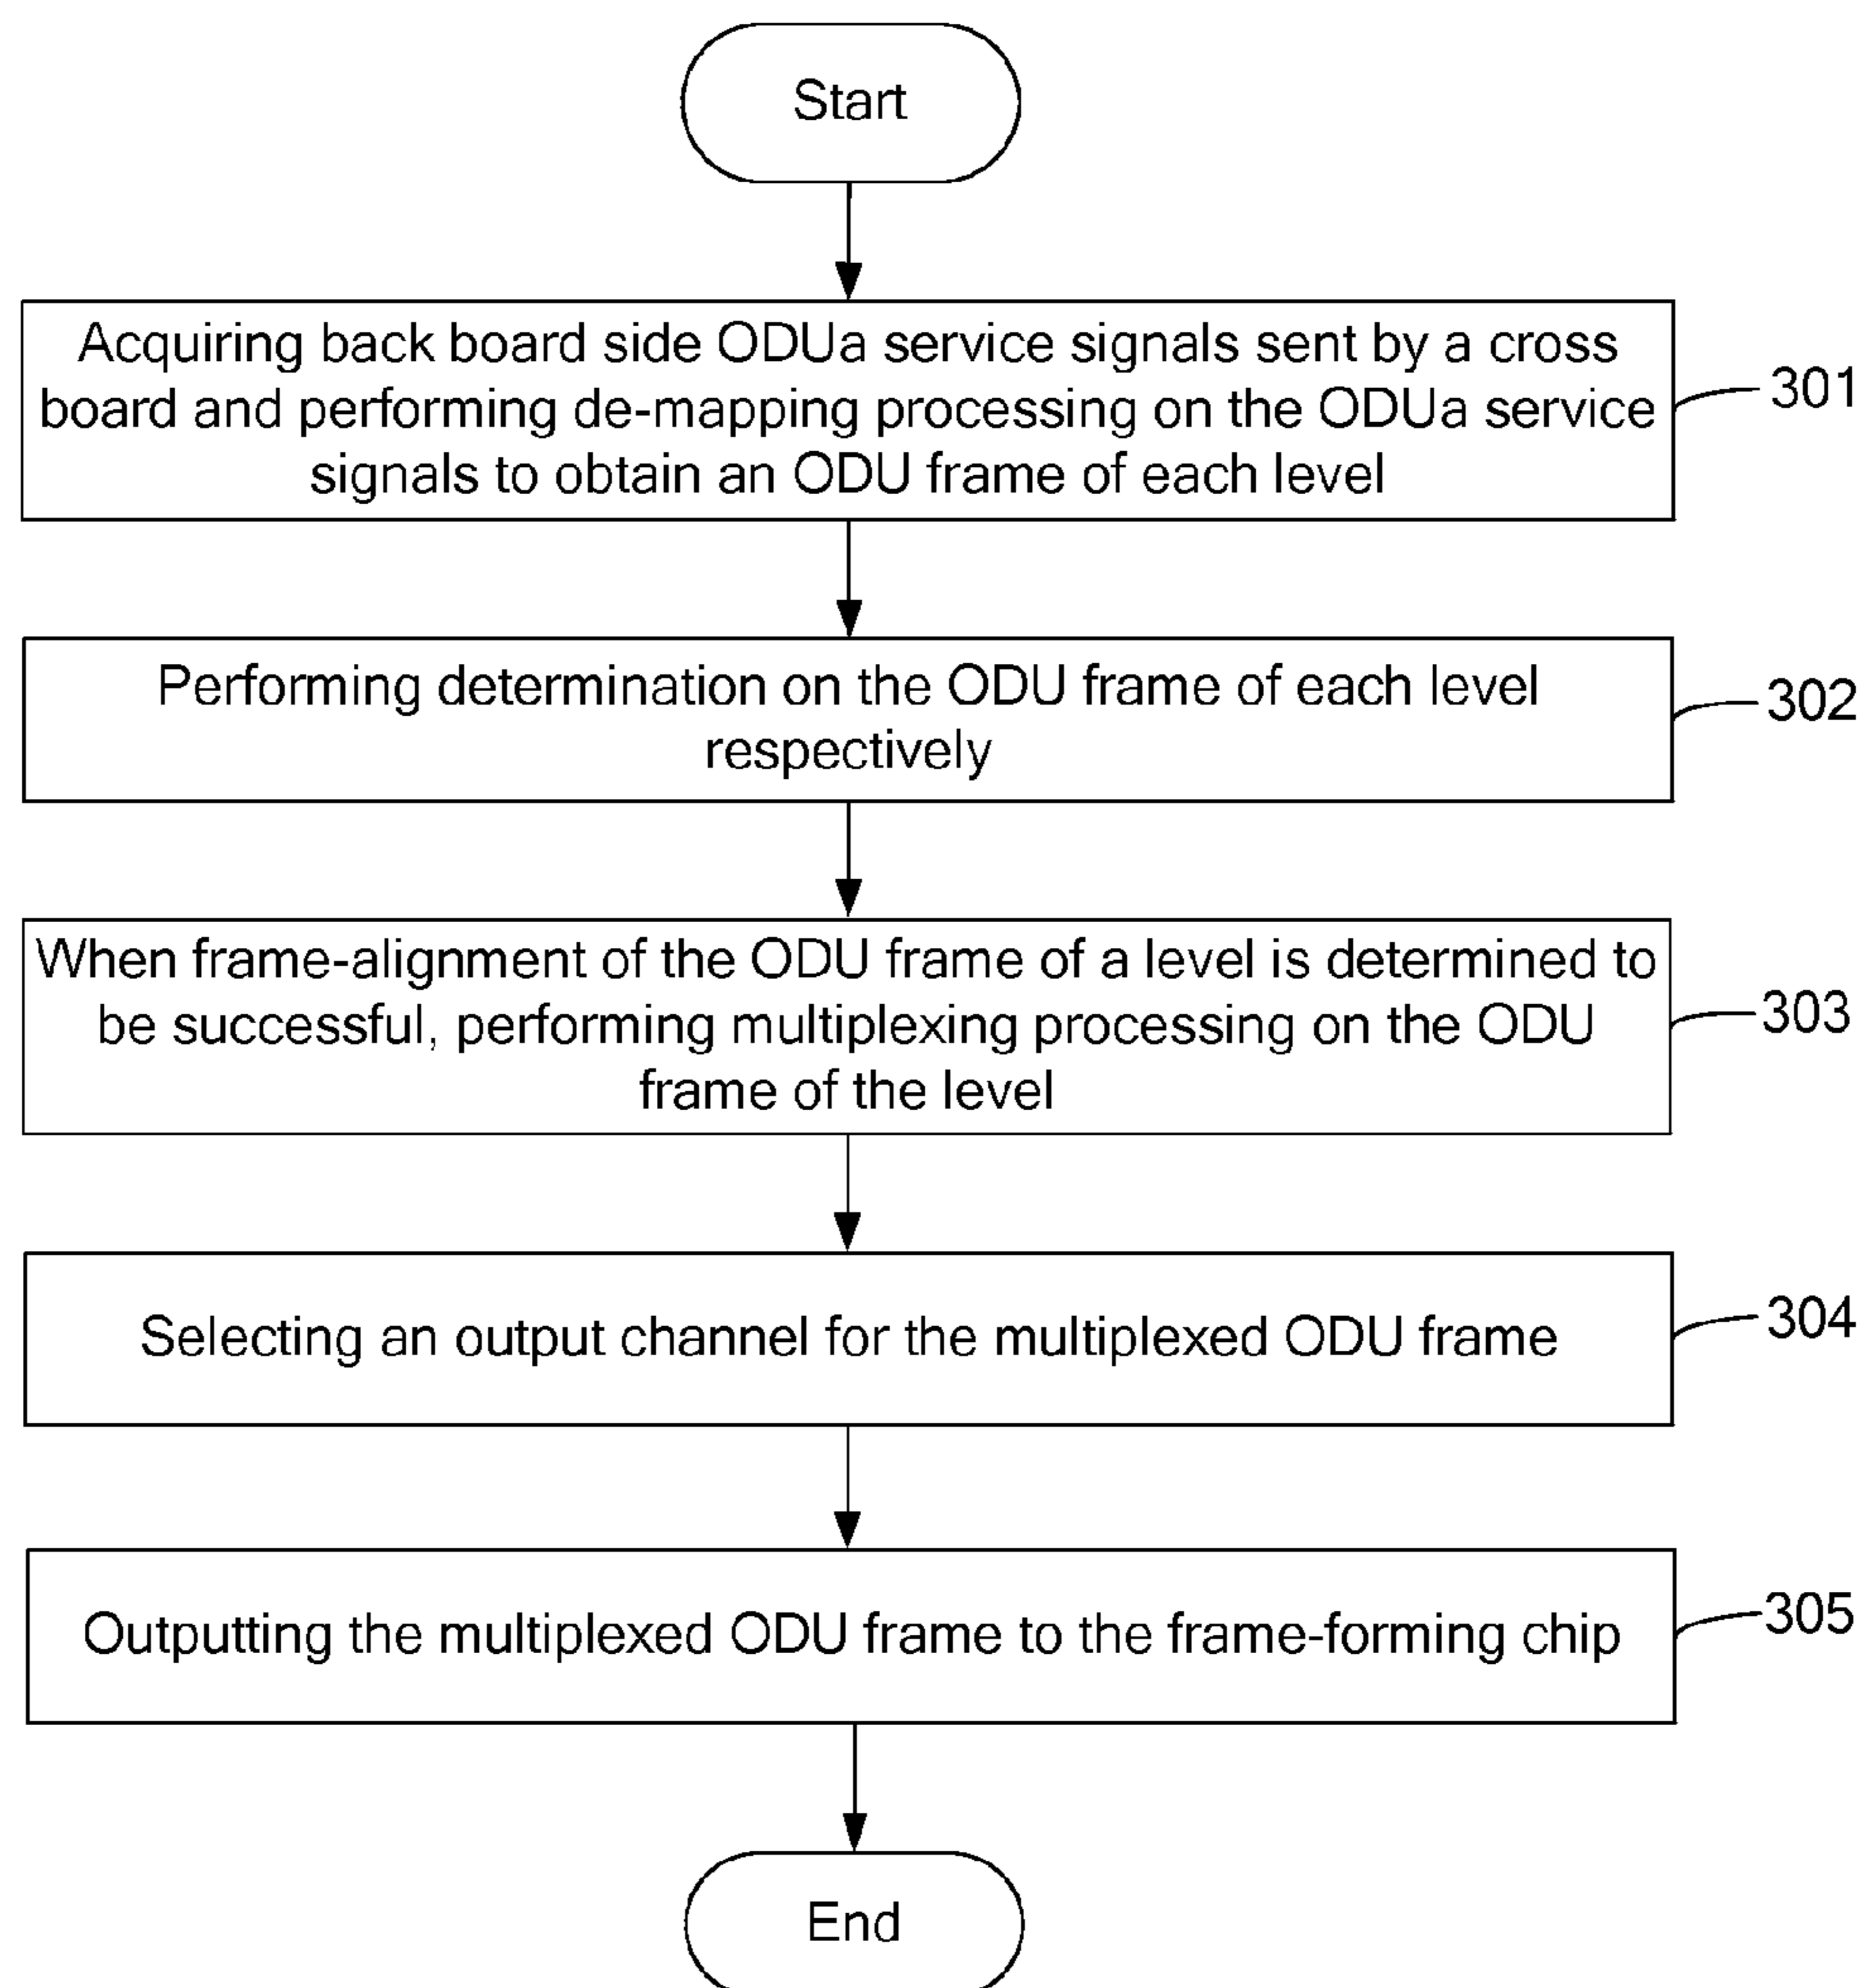 Start
Acquiring back board side ODUa service signals sent by a cross
board and performing de-mapping processing on the ODUa service
signals to obtain an ODU frame of each level
301
Performing determination on the ODU frame of each level
respectively
302
When frame-alignment of the ODU frame of a level is determined to
be successful, performing multiplexing processing on the ODU
frame of the level
303
Selecting an output channel for the multiplexed ODU frame
304
Outputting the multiplexed ODU frame to the frame-forming chip
305
End